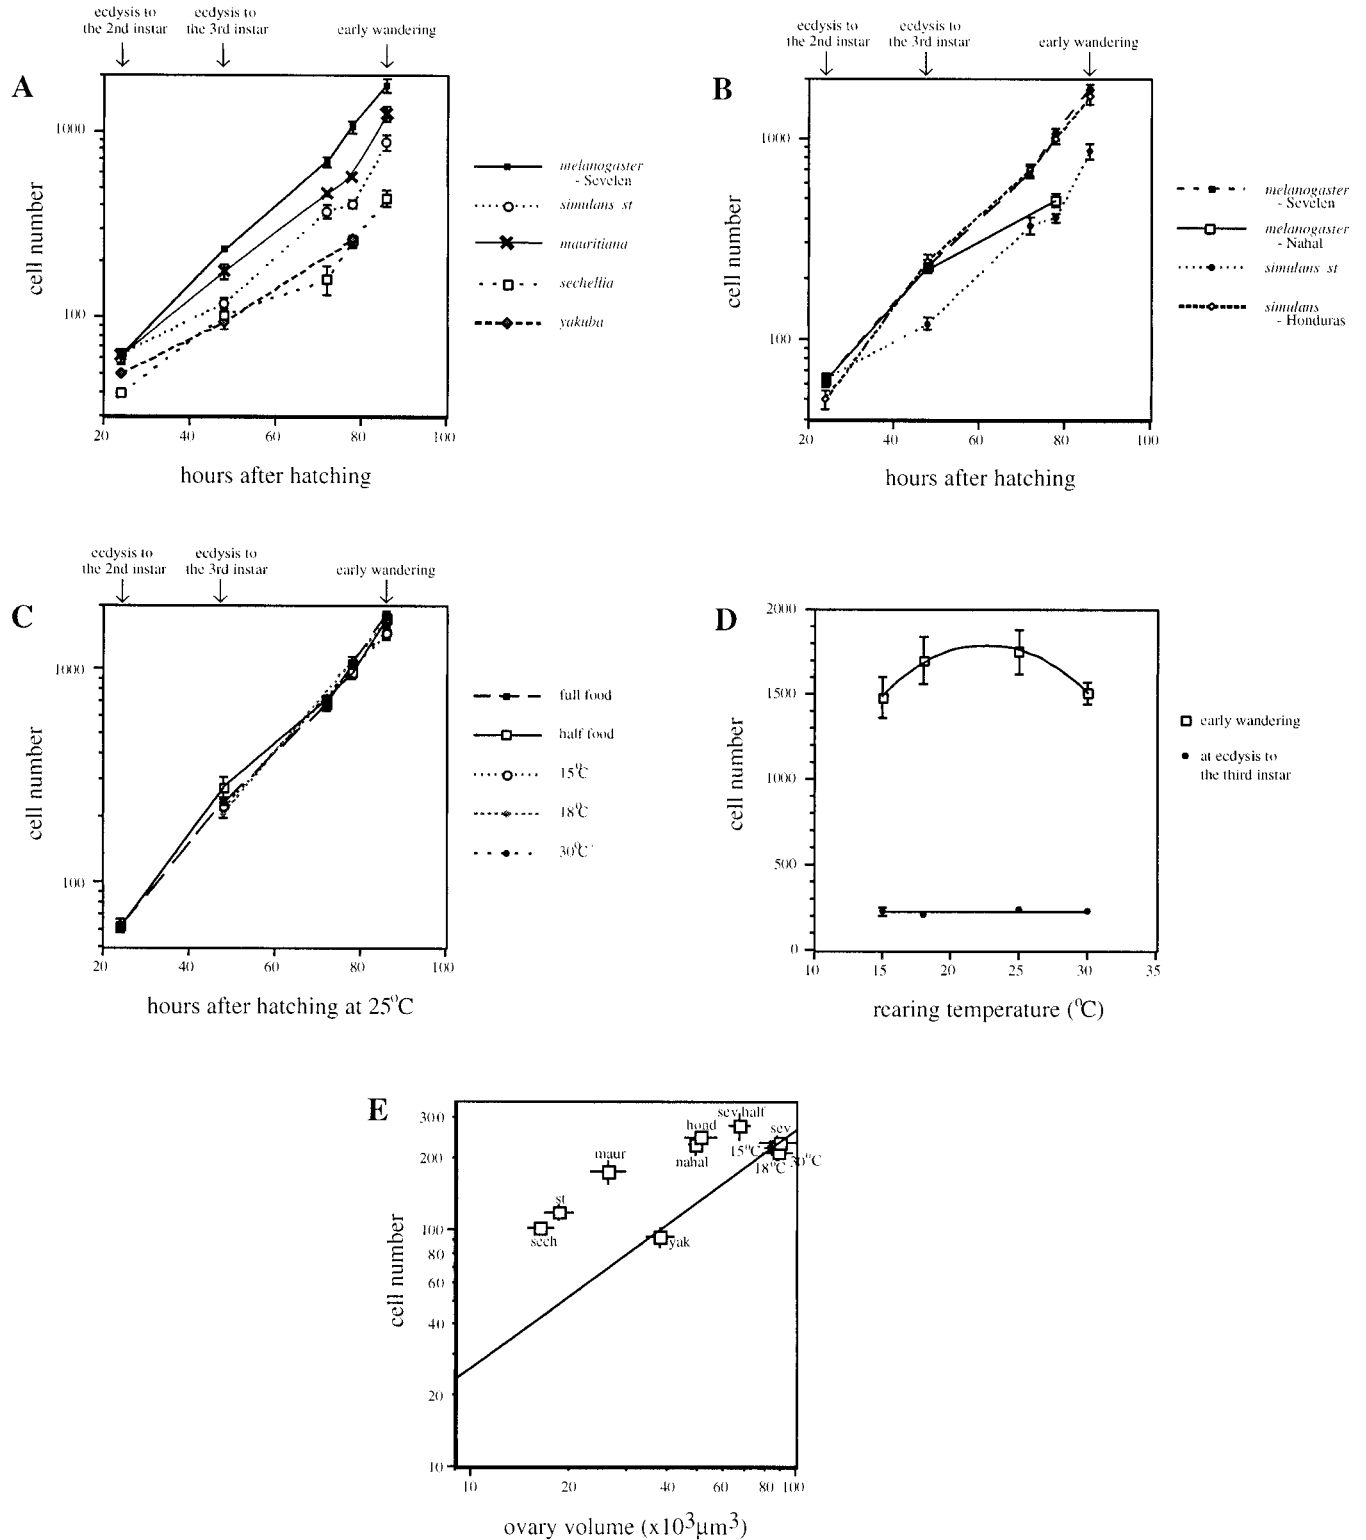 ecdysis to
the 2nd instar
ecdysis to
the 3rd instar
early wandering
A
1000
100
cell number
20 40 60 80 100
hours after hatching
melanogaster
- Sevelen
simulans st
mauritiana
sechellia
yakuba
ecdysis to
the 2nd instar
ecdysis to
the 3rd instar
early wandering
B
1000
100
cell number
20 40 60 80 100
hours after hatching
melanogaster
- Sevelen
melanogaster
- Nahal
simulans st
simulans
- Honduras
ecdysis to
the 2nd instar
ecdysis to
the 3rd instar
early wandering
C
1000
100
cell number
20 40 60 80 100
hours after hatching at 25°C
full food
half food
15°C
18°C
30°C
D
2000
1500
1000
500
0
cell number
10 15 20 25 30 35
rearing temperature (°C)
early wandering
at ecdysis to
the third instar
E
300
200
100
80
60
40
20
10
cell number
sev half
hond
sev
nahal
15°C
18°C
30°C
maur
st
sech
yak
10 20 40 60 80 100
ovary volume (x10³µm³)